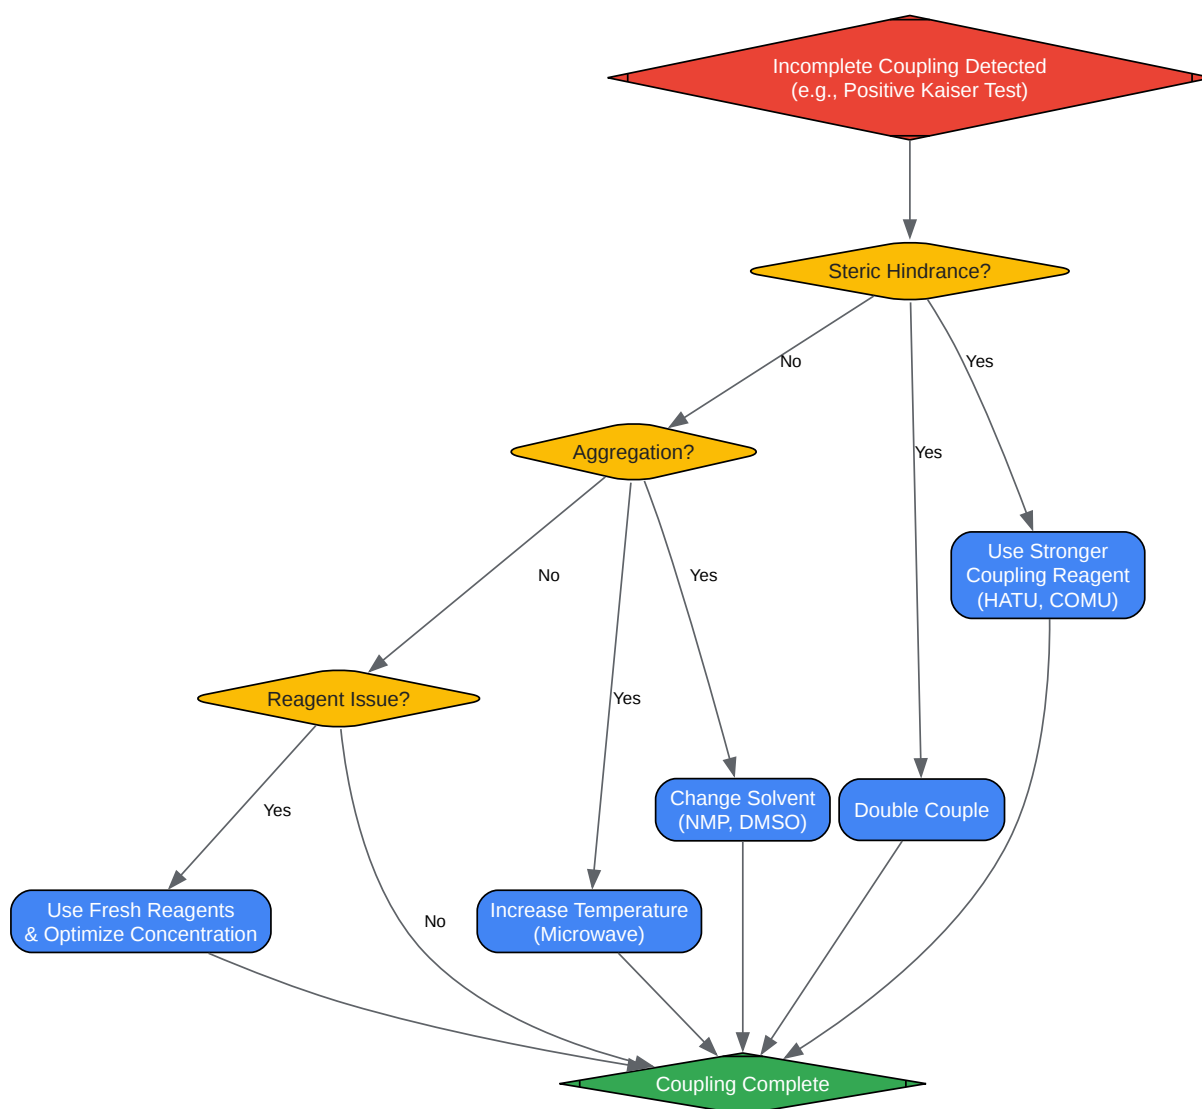 Incomplete Coupling Detected
(e.g., Positive Kaiser Test)
Steric Hindrance?
No
Yes
Aggregation?
Yes
Use Stronger
Coupling Reagent
(HATU, COMU)
No
Yes
Reagent Issue?
Yes
Change Solvent
(NMP, DMSO)
Double Couple
Yes
Use Fresh Reagents
& Optimize Concentration
No
Increase Temperature
(Microwave)
Coupling Complete